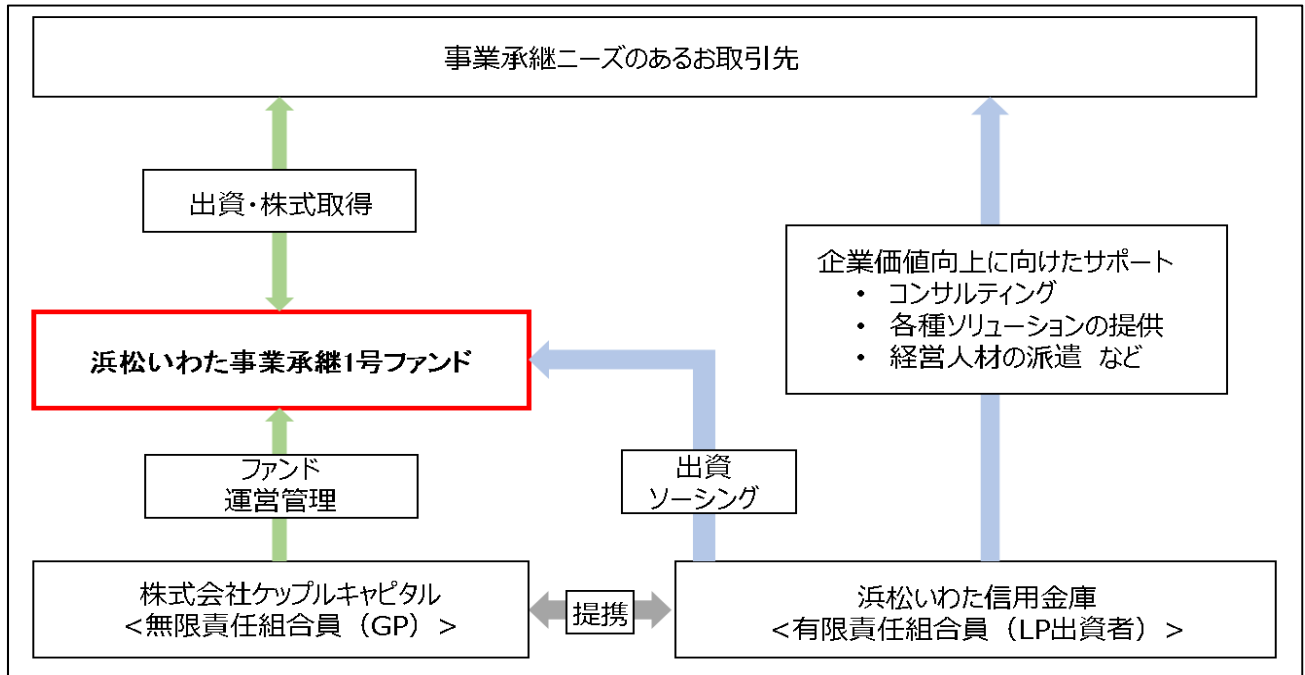 事業承継ニーズのあるお取引先
出資・株式取得
企業価値向上に向けたサポート
• コンサルティング
• 各種ソリューションの提供
• 経営人材の派遣 など
浜松いわた事業承継1号ファンド
ファンド
運営管理
出資
ソーシング
株式会社ケップルキャピタル
<無限責任組合員（GP）>
提携
浜松いわた信用金庫
<有限責任組合員（LP出資者）>